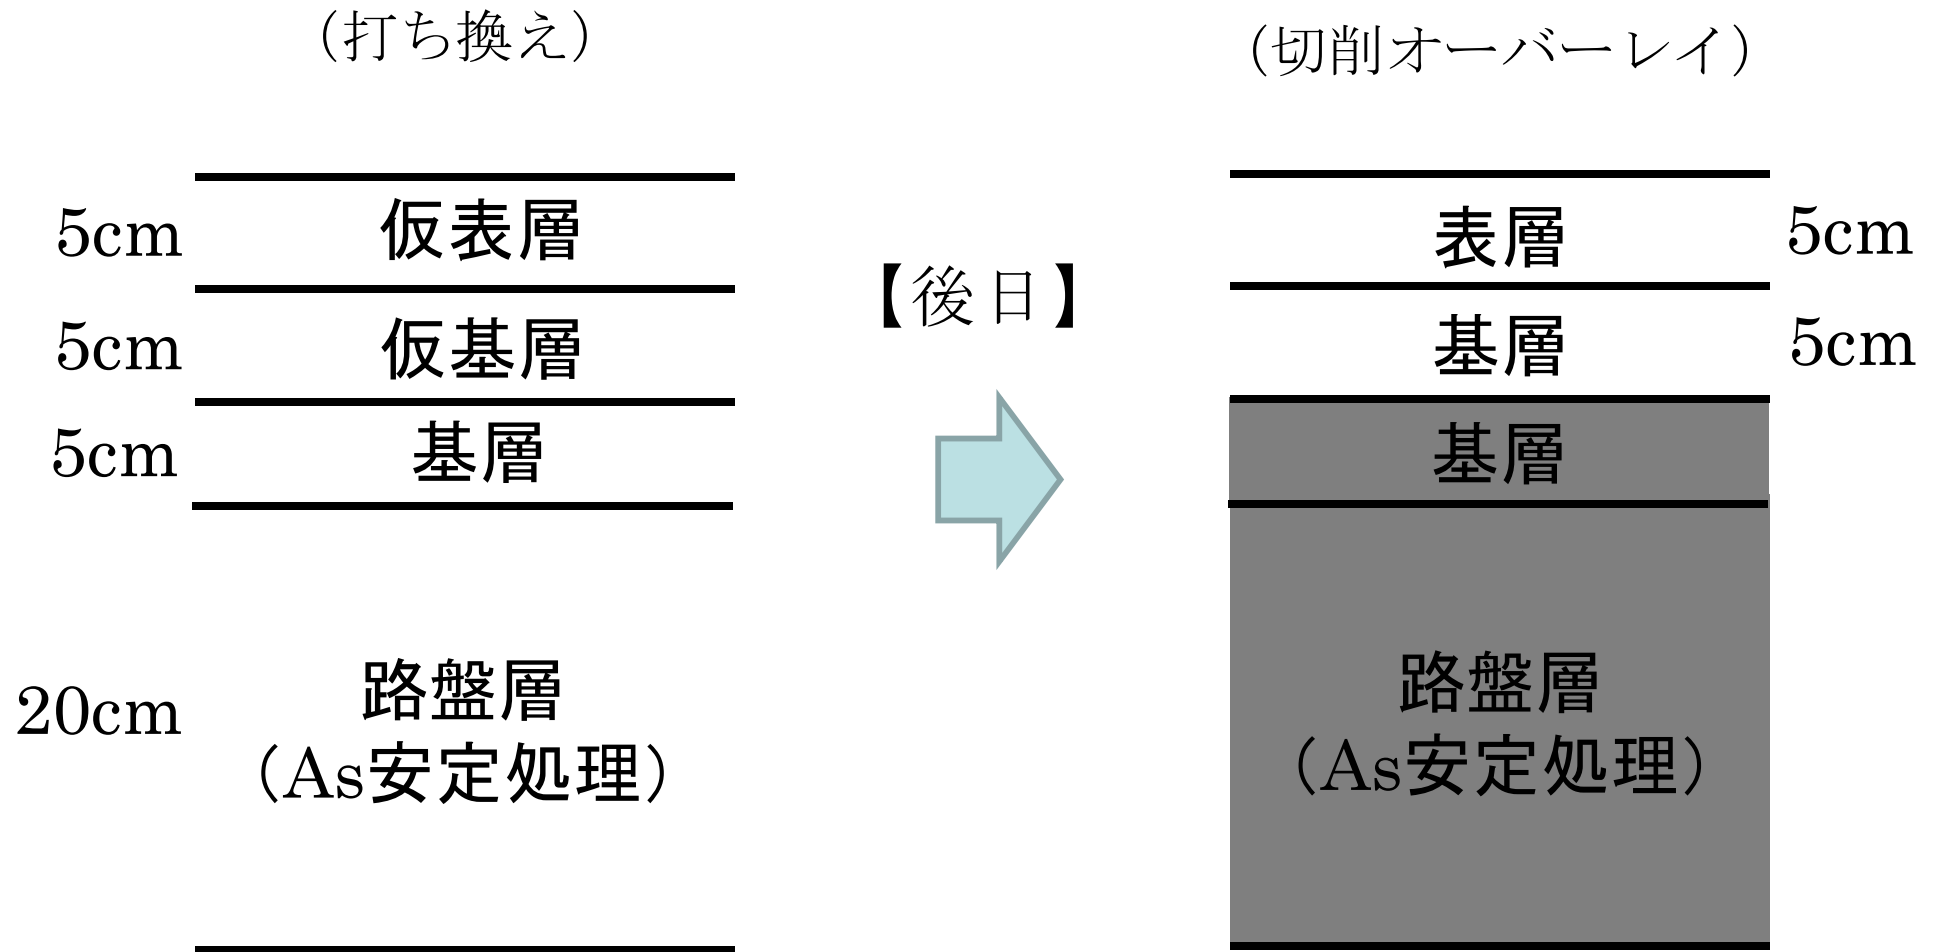 （打ち換え）
5cm 仮表層
5cm 仮基層
5cm 基層
20cm 路盤層
（As安定処理）
【後日】
（切削オーバーレイ）
表層 5cm
基層 5cm
基層
路盤層
（As安定処理）